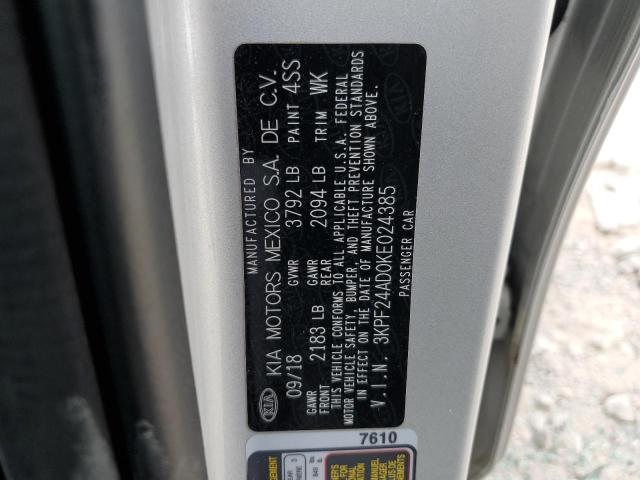 KIA
MANUFACTURED BY
KIA MOTORS MEXICO S.A. DE C.V.
09/18 GVWR 3792 LB PAINT 4SS
GAWR FRONT 2183 LB GAWR REAR 2094 LB TRIM WK
THIS VEHICLE CONFORMS TO ALL APPLICABLE U.S.A. FEDERAL
MOTOR VEHICLE SAFETY, BUMPER, AND THEFT PREVENTION STANDARDS
IN EFFECT ON THE DATE OF MANUFACTURE SHOWN ABOVE.
V.I.N. 3KPF24AD0KE024385
PASSENGER CAR
7610